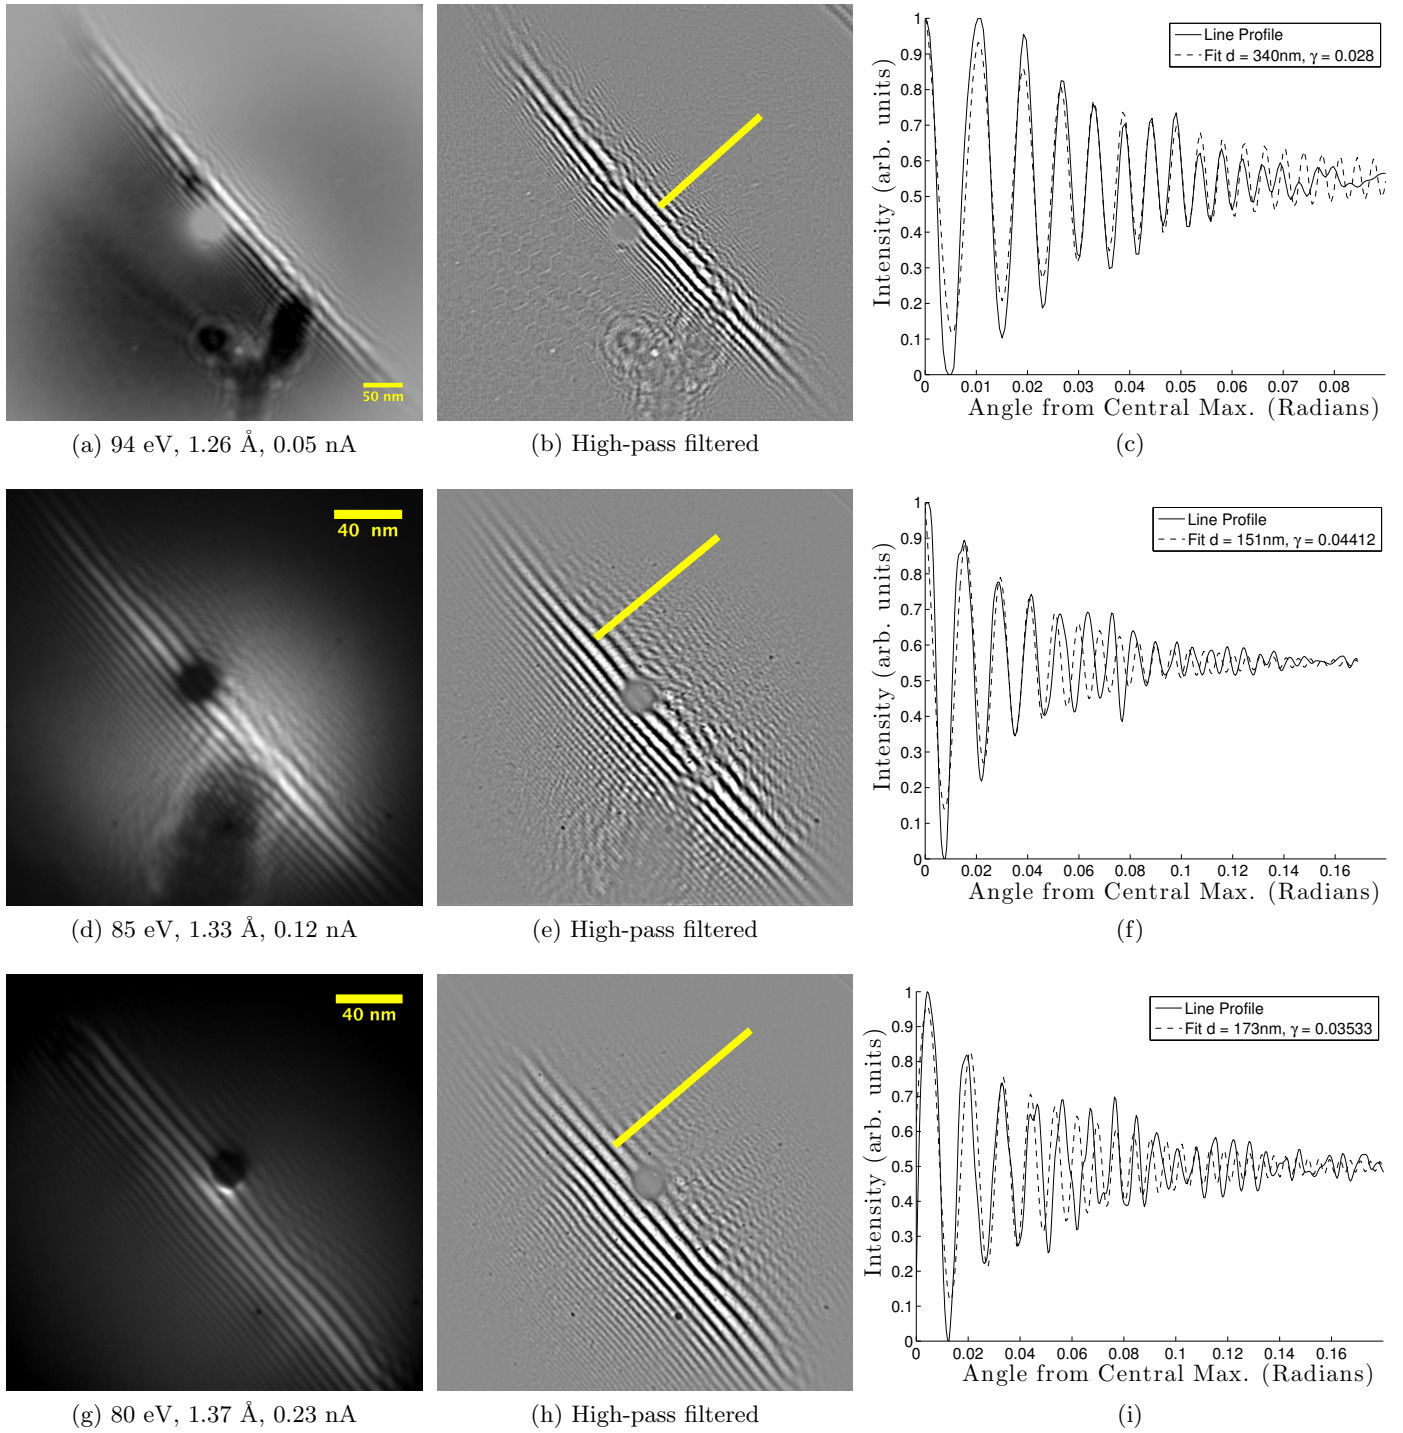 50 nm
(a) 94 eV, 1.26 Å, 0.05 nA
(b) High-pass filtered
1
0.9
0.8
0.7
0.6
0.5
0.4
0.3
0.2
0.1
0
Intensity (arb. units)
Line Profile
Fit d = 340nm, γ = 0.028
0 0.01 0.02 0.03 0.04 0.05 0.06 0.07 0.08
Angle from Central Max. (Radians)
(c)
40 nm
(d) 85 eV, 1.33 Å, 0.12 nA
(e) High-pass filtered
1
0.9
0.8
0.7
0.6
0.5
0.4
0.3
0.2
0.1
0
Intensity (arb. units)
Line Profile
Fit d = 151nm, γ = 0.04412
0 0.02 0.04 0.06 0.08 0.1 0.12 0.14 0.16
Angle from Central Max. (Radians)
(f)
40 nm
(g) 80 eV, 1.37 Å, 0.23 nA
(h) High-pass filtered
1
0.9
0.8
0.7
0.6
0.5
0.4
0.3
0.2
0.1
0
Intensity (arb. units)
Line Profile
Fit d = 173nm, γ = 0.03533
0 0.02 0.04 0.06 0.08 0.1 0.12 0.14 0.16
Angle from Central Max. (Radians)
(i)